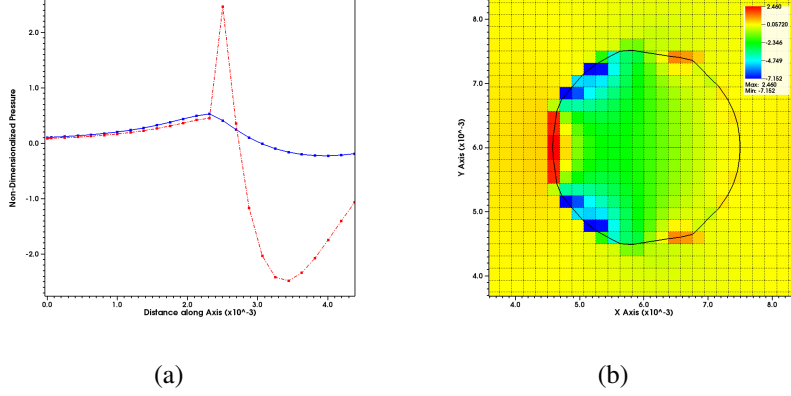 2.0
1.0
0.0
-1.0
-2.0
Non-Dimensionalized Pressure
0.0 1.0 2.0 3.0 4.0
Distance along Axis (x10^-3)
(a)
8.0
7.0
6.0
5.0
4.0
Y Axis (x10^-3)
4.0 5.0 6.0 7.0 8.0
X Axis (x10^-3)
2.460
0.05720
-2.346
-4.749
-7.152
Max: 2.460
Min: -7.152
(b)